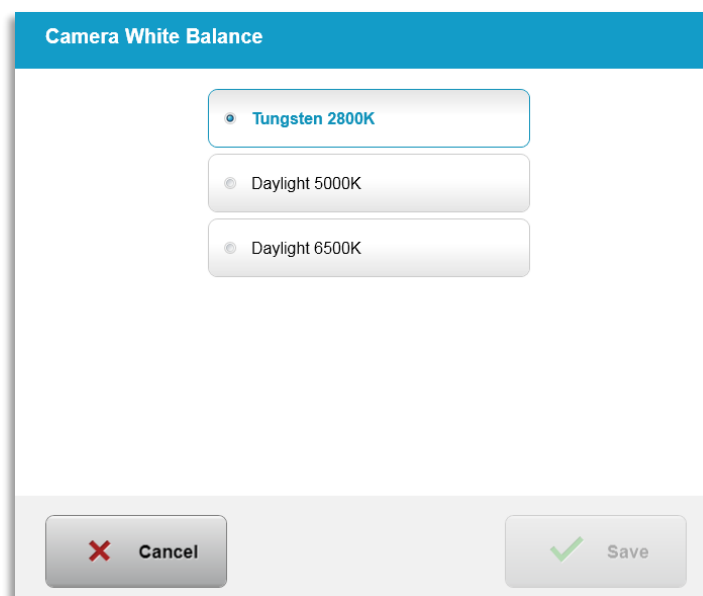 Camera White Balance
Tungsten 2800K
Daylight 5000K
Daylight 6500K
Cancel
Save